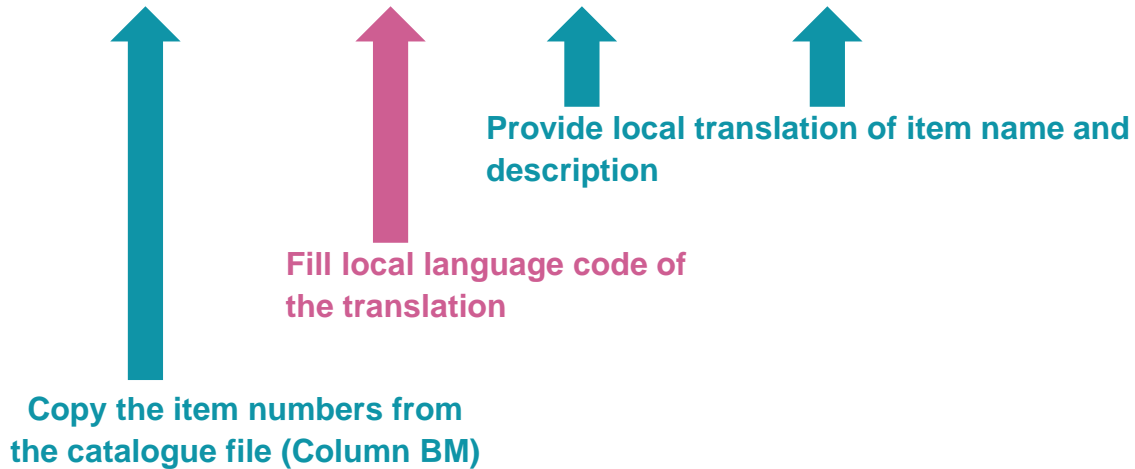 Provide local translation of item name and
description
Fill local language code of
the translation
Copy the item numbers from
the catalogue file (Column BM)